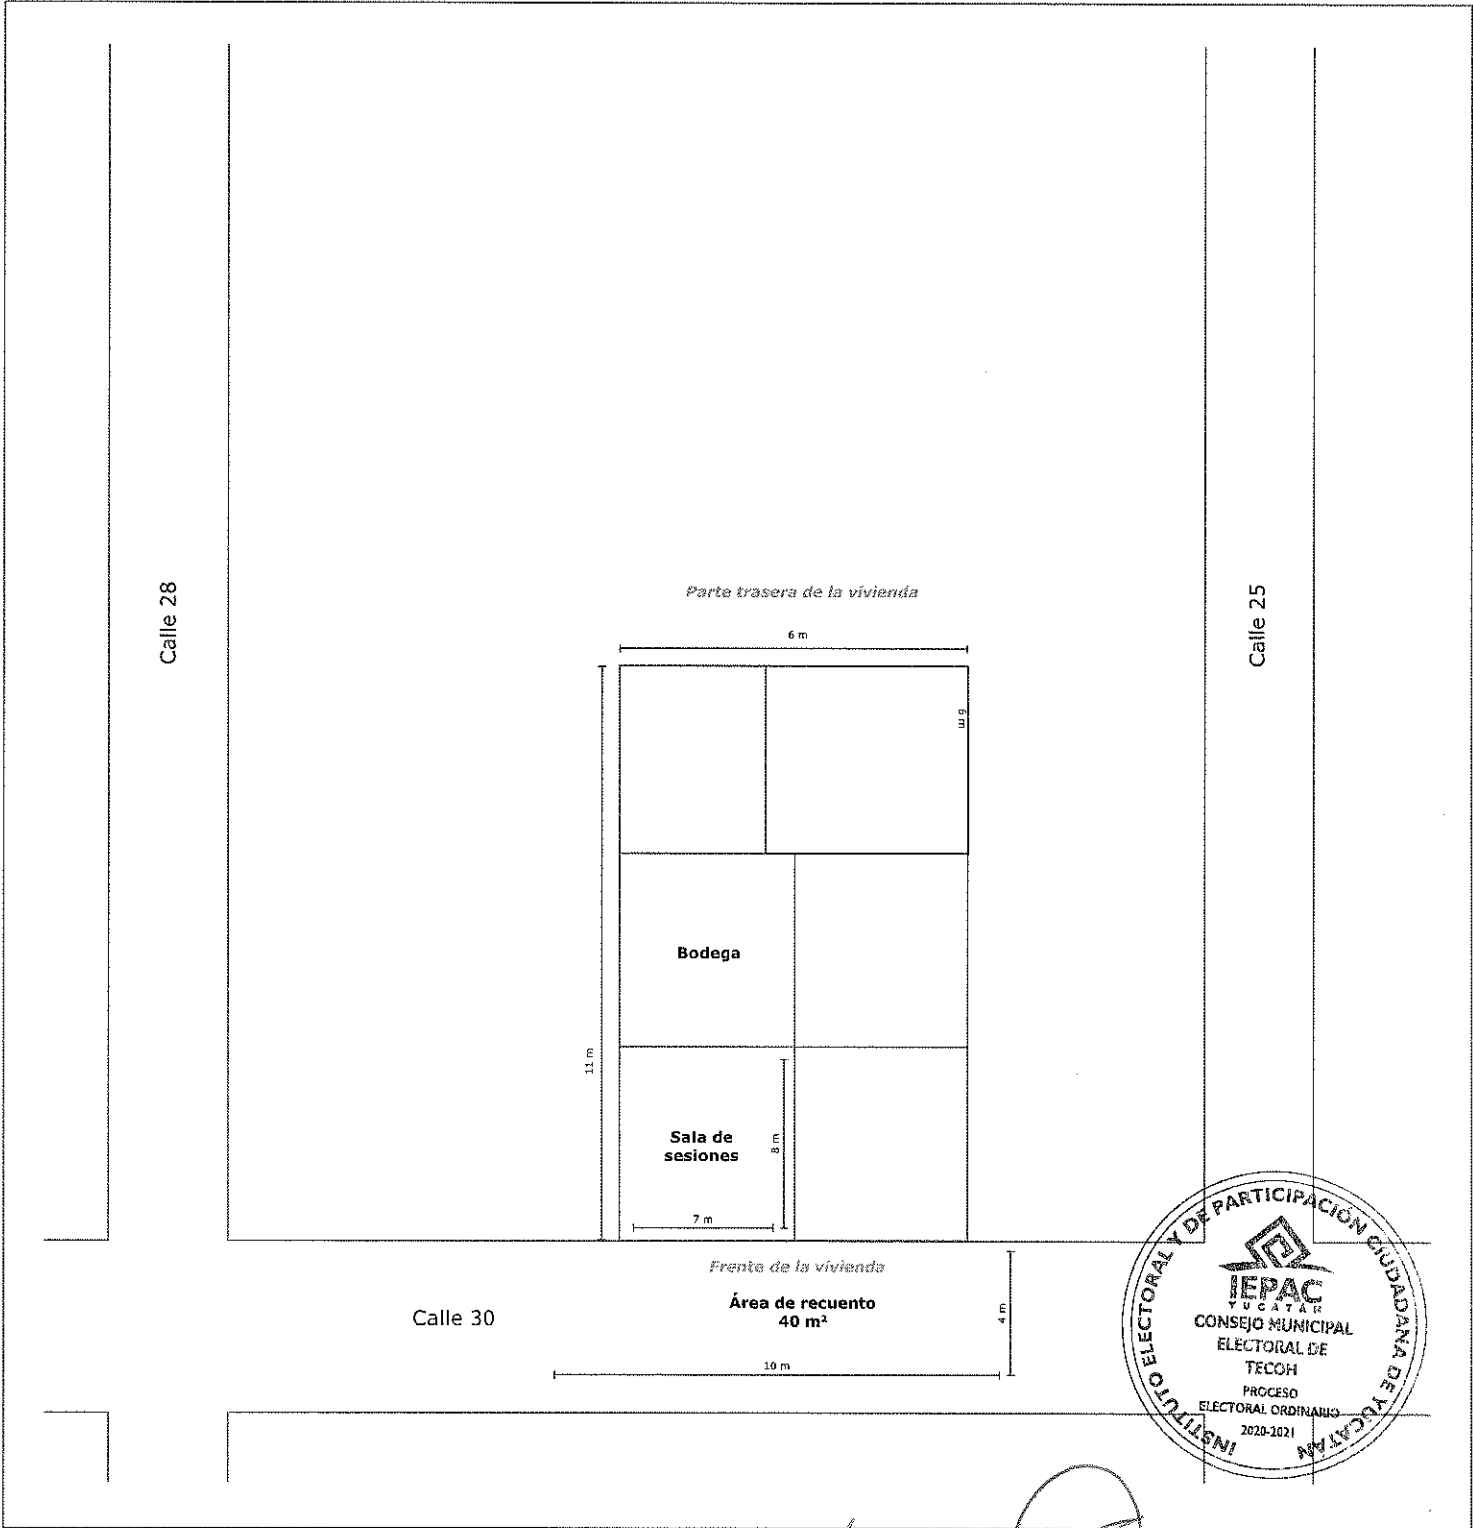 Calle 28
Calle 25
Parte trasera de la vivienda
6 m
6 m
11 m
Bodega
Sala de
sesiones
8 m
7 m
Frente de la vivienda
Área de recuento
40 m²
Calle 30
4 m
10 m
INSTITUTO ELECTORAL Y DE PARTICIPACIÓN CIUDADANA DE YUCATÁN
IEPAC
YUCATÁN
CONSEJO MUNICIPAL
ELECTORAL DE
TECOH
PROCESO
ELECTORAL ORDINARIO
2020-2021